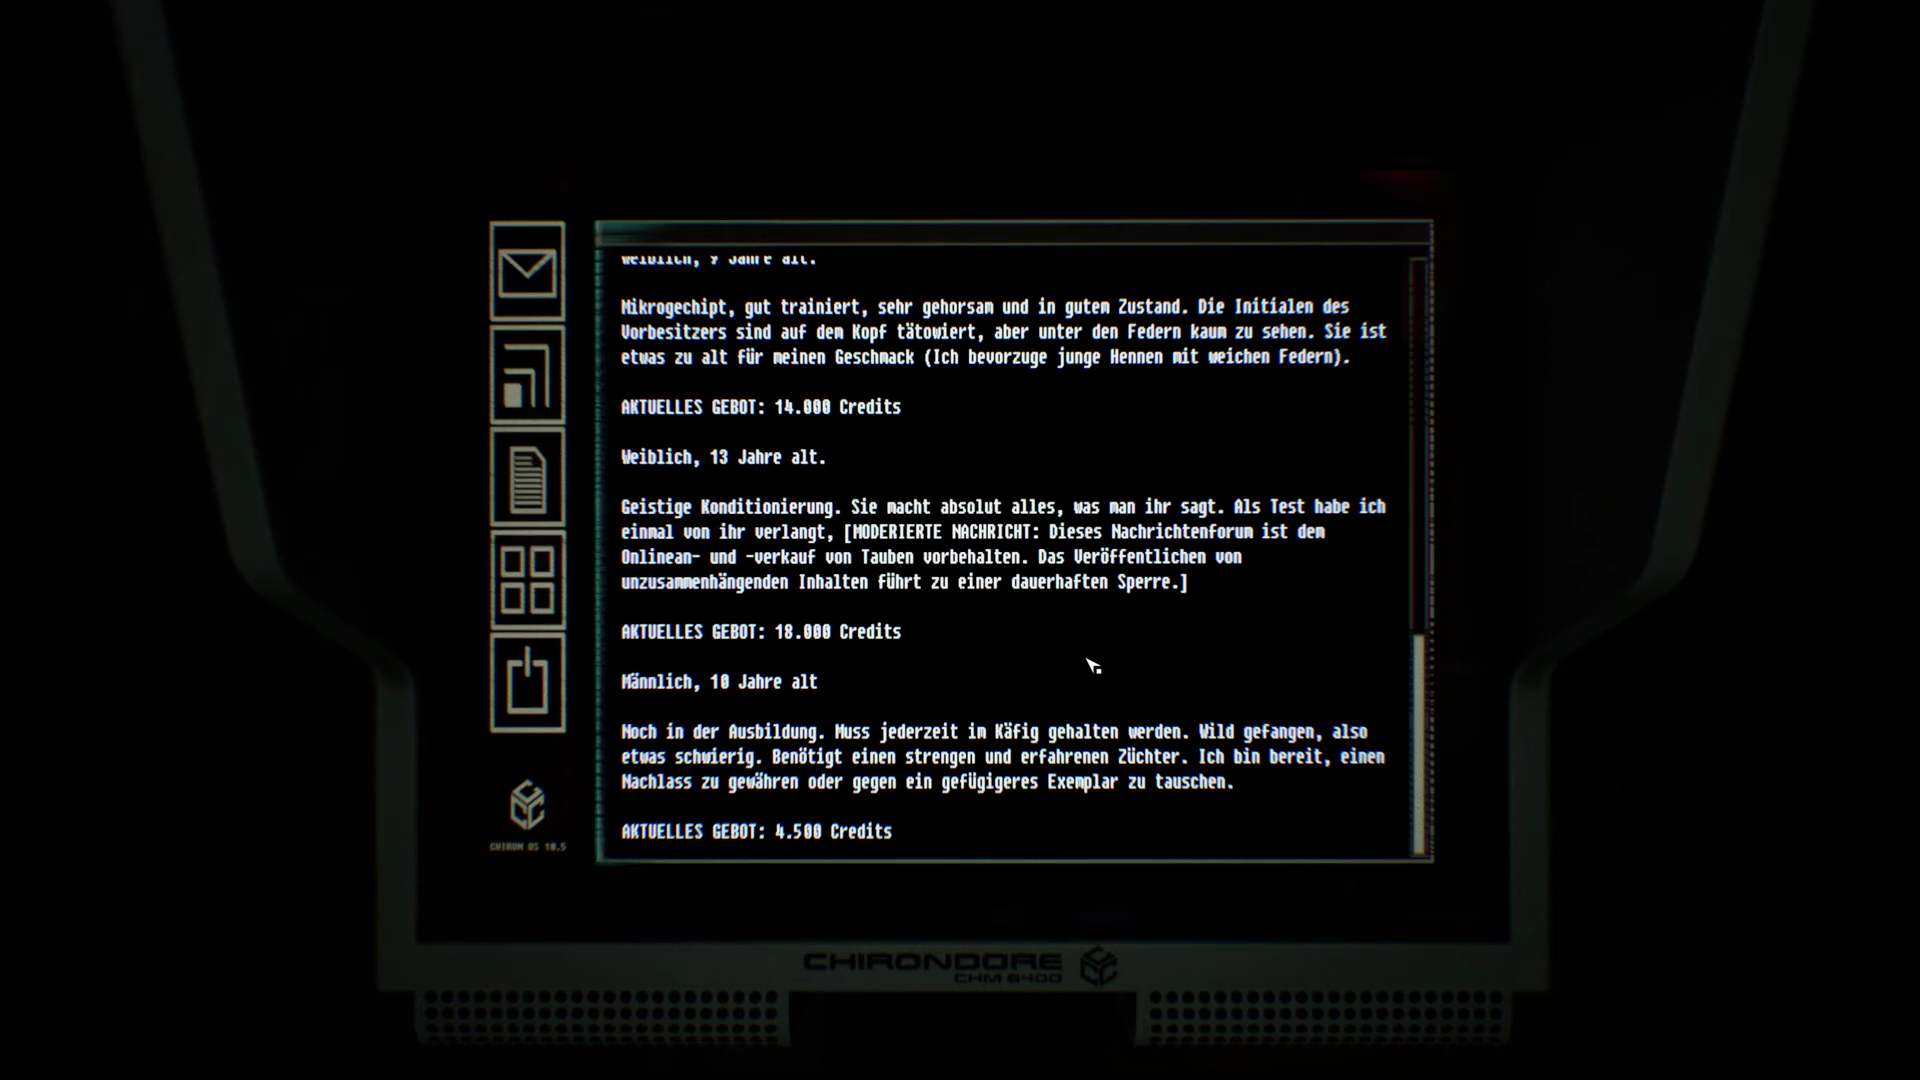 Weiblich, 9 Jahre alt.
Mikrogechipt, gut trainiert, sehr gehorsam und in gutem Zustand. Die Initialen des
Vorbesitzers sind auf dem Kopf tätowiert, aber unter den Federn kaum zu sehen. Sie ist
etwas zu alt für meinen Geschmack (Ich bevorzuge junge Hennen mit weichen Federn).
AKTUELLES GEBOT: 14.000 Credits
Weiblich, 13 Jahre alt.
Geistige Konditionierung. Sie macht absolut alles, was man ihr sagt. Als Test habe ich
einmal von ihr verlangt, [MODERIERTE NACHRICHT: Dieses Nachrichtenforum ist dem
Onlinean- und -verkauf von Tauben vorbehalten. Das Veröffentlichen von
unzusammenhängenden Inhalten führt zu einer dauerhaften Sperre.]
AKTUELLES GEBOT: 18.000 Credits
Männlich, 10 Jahre alt
Noch in der Ausbildung. Muss jederzeit im Käfig gehalten werden. Wild gefangen, also
etwas schwierig. Benötigt einen strengen und erfahrenen Züchter. Ich bin bereit, einen
Nachlass zu gewähren oder gegen ein gefügigeres Exemplar zu tauschen.
AKTUELLES GEBOT: 4.500 Credits
CHIRON OS 10.5
CHIRONDORE
CHM 6400